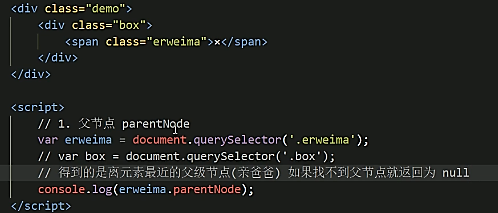 <div class="demo">
<div class="box">
<span class="erweima">×</span>
</div>
</div>
<script>
// 1. 父节点 parentNode
var erweima = document.querySelector('.erweima');
// var box = document.querySelector('.box');
// 得到的是离元素最近的父级节点(亲爸爸) 如果找不到父节点就返回为 null
console.log(erweima.parentNode);
</script>